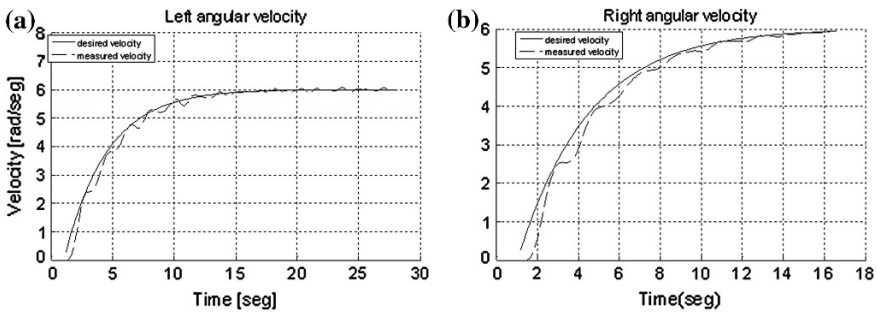 (a)
Left angular velocity
8
7
6
5
4
3
2
1
0
Velocity [rad/seg]
desired velocity
measured velocity
0 5 10 15 20 25 30
Time [seg]
(b)
Right angular velocity
6
5
4
3
2
1
0
desired velocity
measured velocity
0 2 4 6 8 10 12 14 16 18
Time(seg)